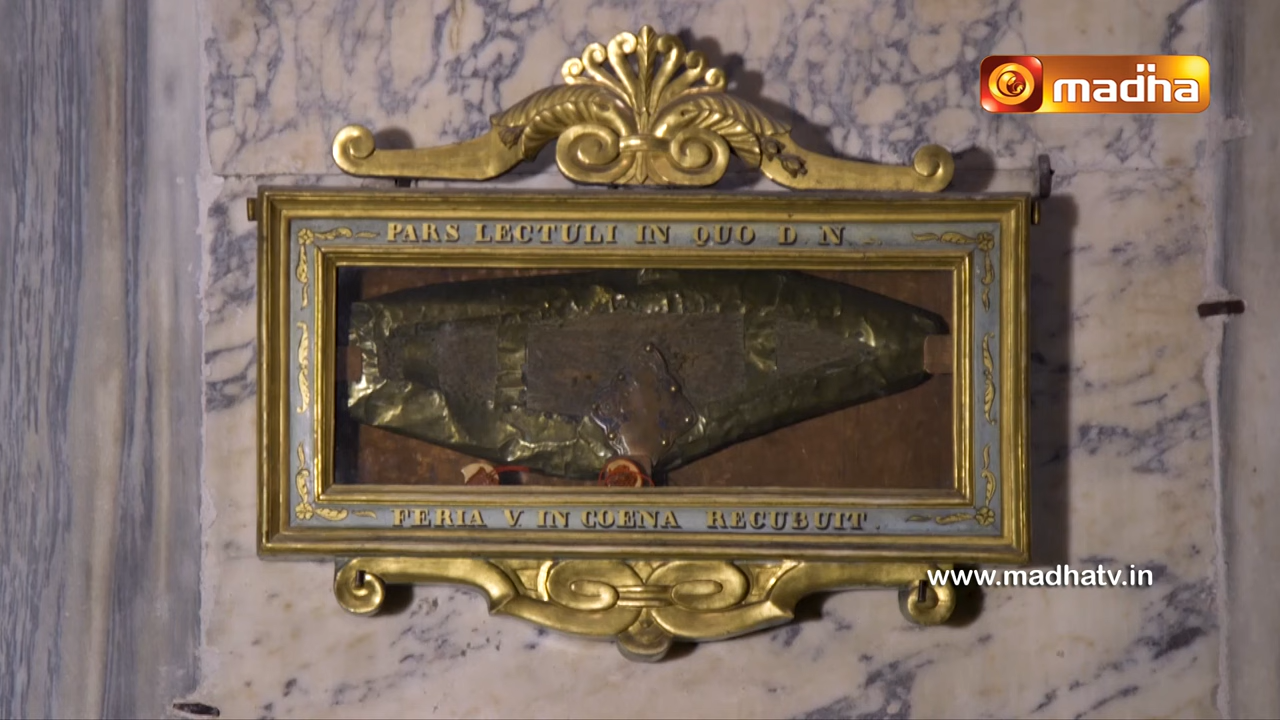 madha
PARS LECTULI IN QUO D. N.
FERIA V. IN COENA RECUBUIT.
www.madhatv.in